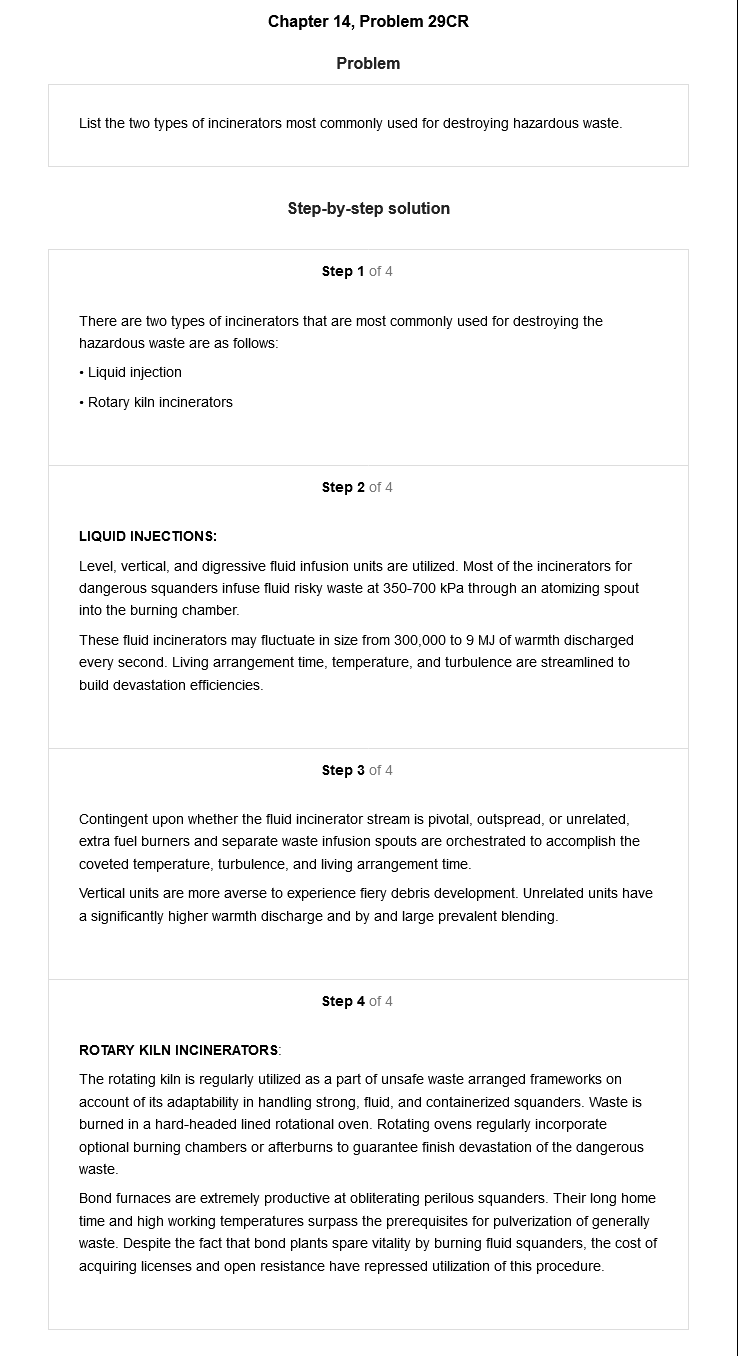 Chapter 14, Problem 29CR
Problem
List the two types of incinerators most commonly used for destroying hazardous waste.
Step-by-step solution
Step 1 of 4
There are two types of incinerators that are most commonly used for destroying the
hazardous waste are as follows:
• Liquid injection
• Rotary kiln incinerators
Step 2 of 4
LIQUID INJECTIONS:
Level, vertical, and digressive fluid infusion units are utilized. Most of the incinerators for
dangerous squanders infuse fluid risky waste at 350-700 kPa through an atomizing spout
into the burning chamber.
These fluid incinerators may fluctuate in size from 300,000 to 9 MJ of warmth discharged
every second. Living arrangement time, temperature, and turbulence are streamlined to
build devastation efficiencies.
Step 3 of 4
Contingent upon whether the fluid incinerator stream is pivotal, outspread, or unrelated,
extra fuel burners and separate waste infusion spouts are orchestrated to accomplish the
coveted temperature, turbulence, and living arrangement time.
Vertical units are more averse to experience fiery debris development. Unrelated units have
a significantly higher warmth discharge and by and large prevalent blending.
Step 4 of 4
ROTARY KILN INCINERATORS:
The rotating kiln is regularly utilized as a part of unsafe waste arranged frameworks on
account of its adaptability in handling strong, fluid, and containerized squanders. Waste is
burned in a hard-headed lined rotational oven. Rotating ovens regularly incorporate
optional burning chambers or afterburns to guarantee finish devastation of the dangerous
waste.
Bond furnaces are extremely productive at obliterating perilous squanders. Their long home
time and high working temperatures surpass the prerequisites for pulverization of generally
waste. Despite the fact that bond plants spare vitality by burning fluid squanders, the cost of
acquiring licenses and open resistance have repressed utilization of this procedure.